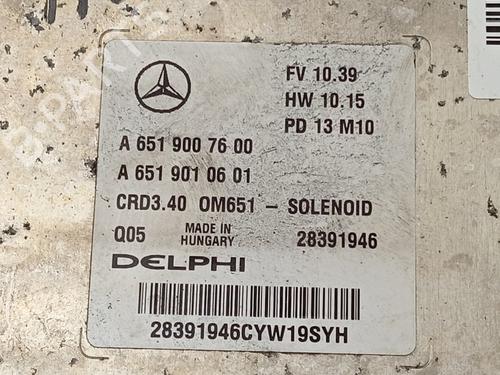 FV 10.39
HW 10.15
PD 13 M10
A 651 900 76 00
A 651 901 06 01
CRD3.40 OM651 - SOLENOID
Q05 MADE IN HUNGARY 28391946
DELPHI
28391946CYW19SYH